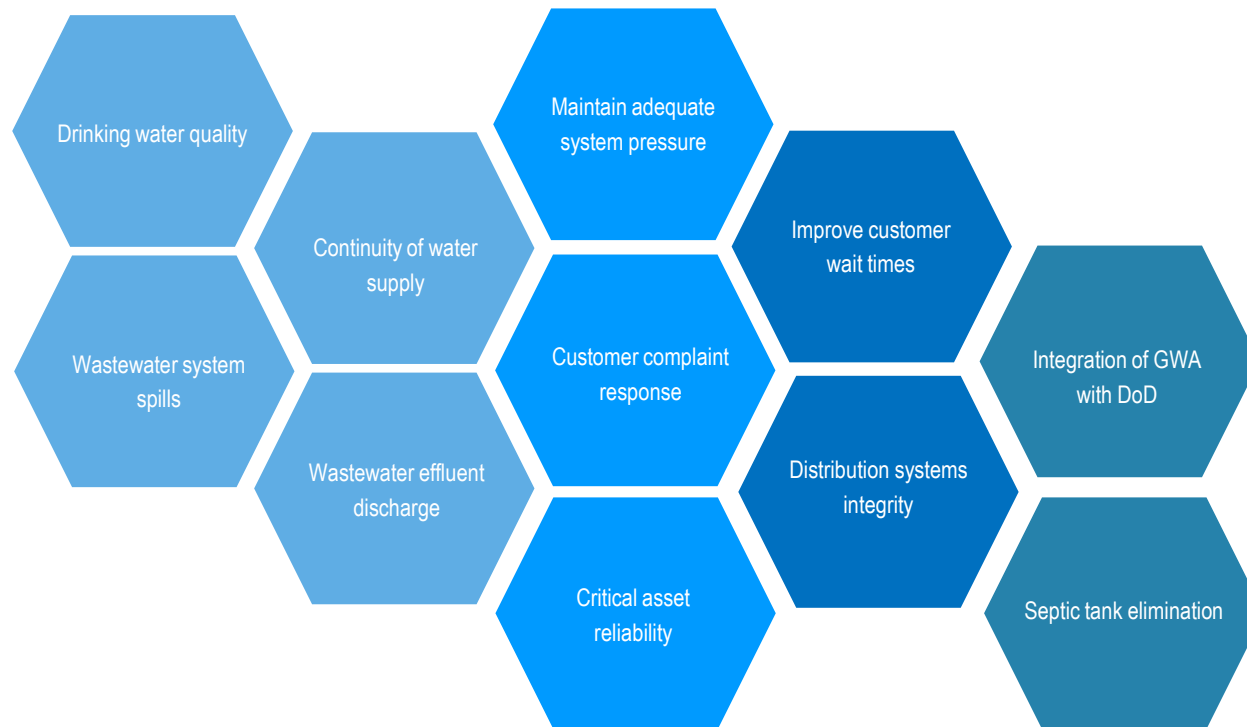 Drinking water quality
Wastewater system
spills
Continuity of water
supply
Wastewater effluent
discharge
Maintain adequate
system pressure
Customer complaint
response
Critical asset
reliability
Improve customer
wait times
Distribution systems
integrity
Integration of GWA
with DoD
Septic tank elimination